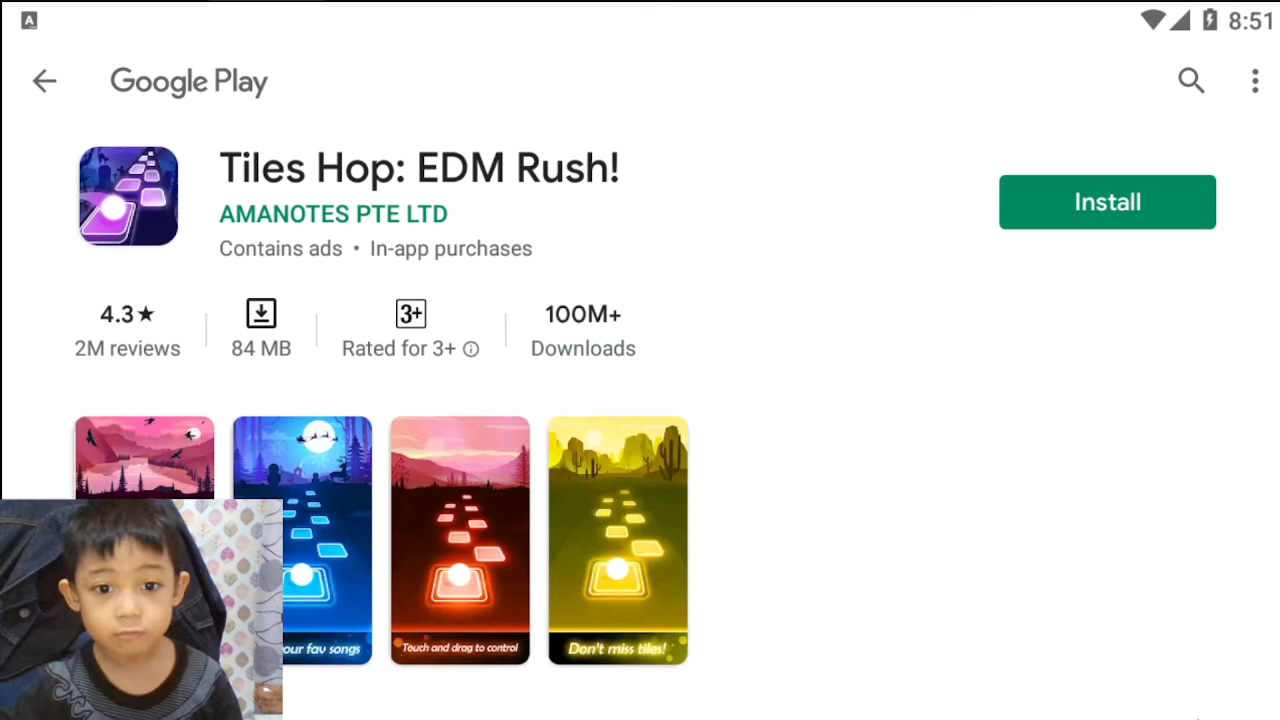 A
8:51
Google Play
Tiles Hop: EDM Rush!
AMANOTES PTE LTD
Install
Contains ads • In-app purchases
4.3★
3+
100M+
2M reviews
84 MB
Rated for 3+
Downloads
our fav songs
Touch and drag to control
Don't miss tiles!